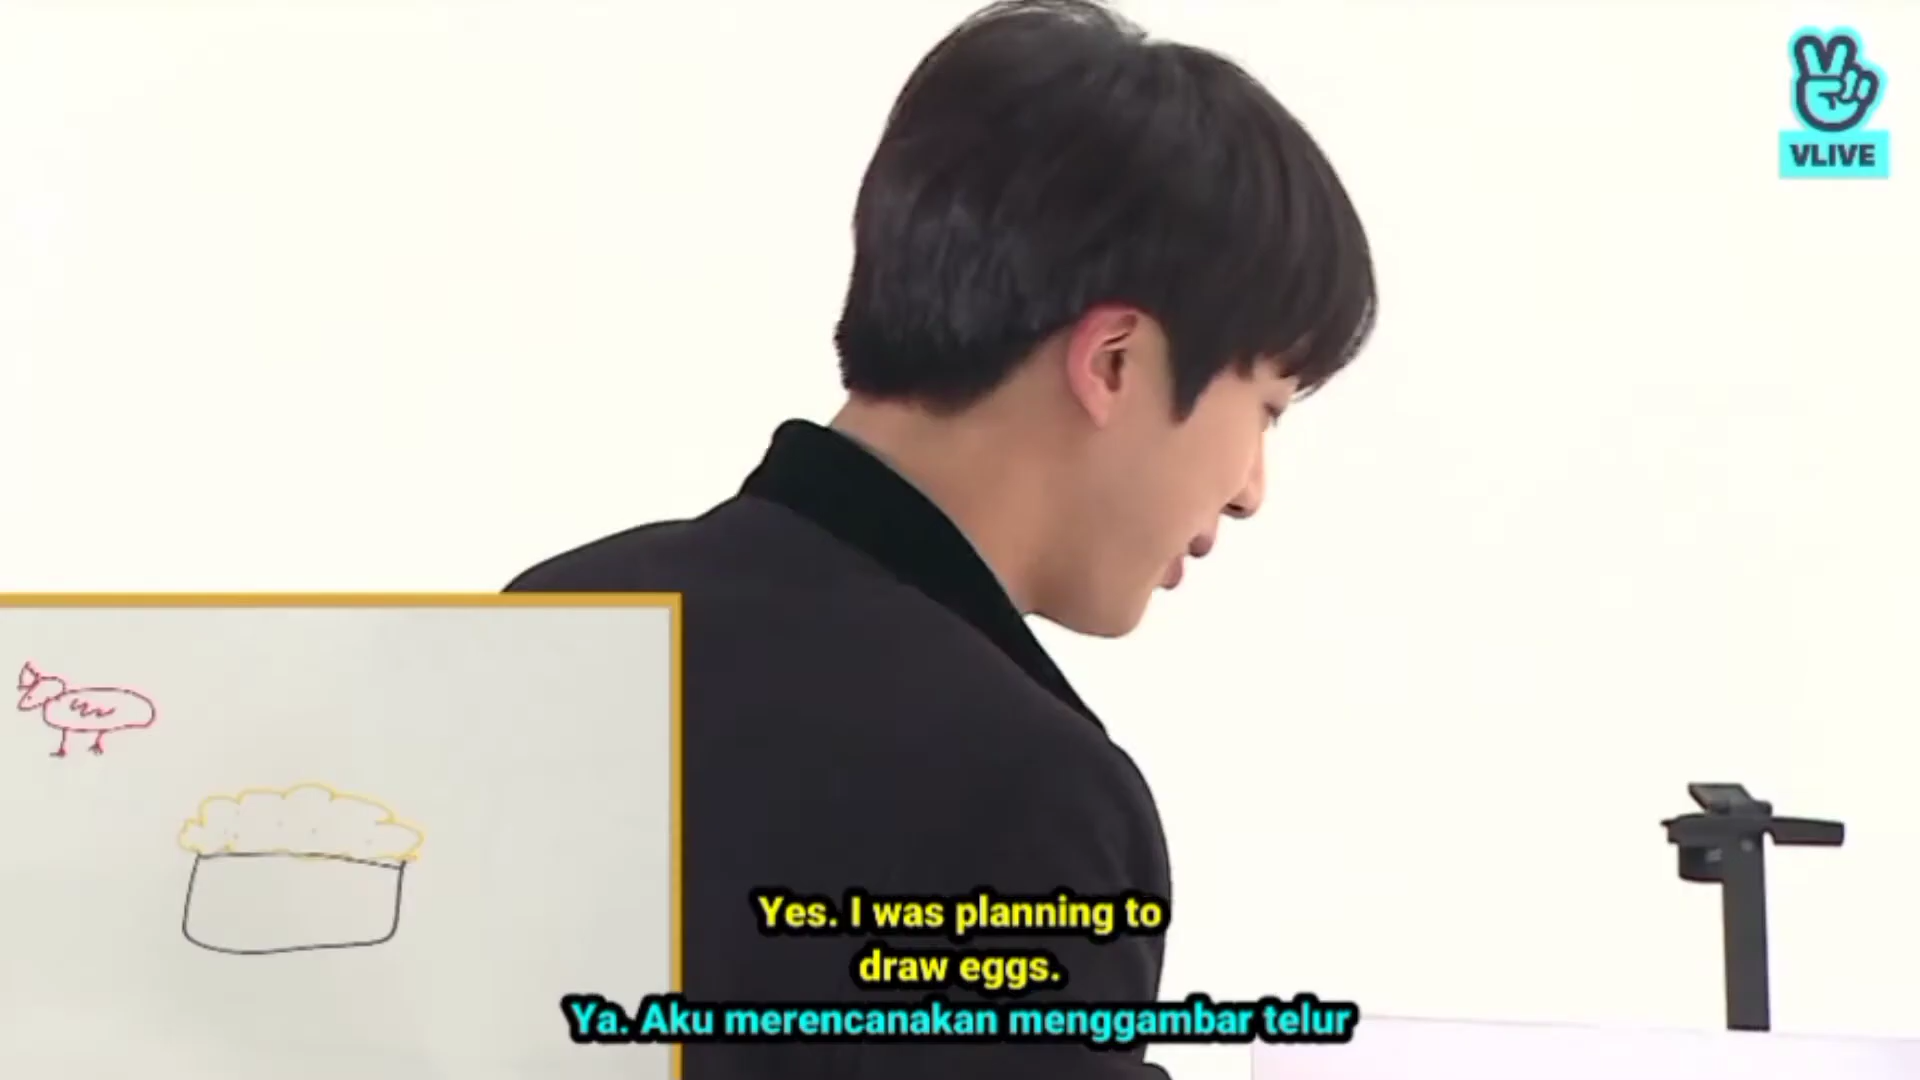 VLIVE
Yes. I was planning to
draw eggs.
Ya. Aku merencanakan menggambar telur